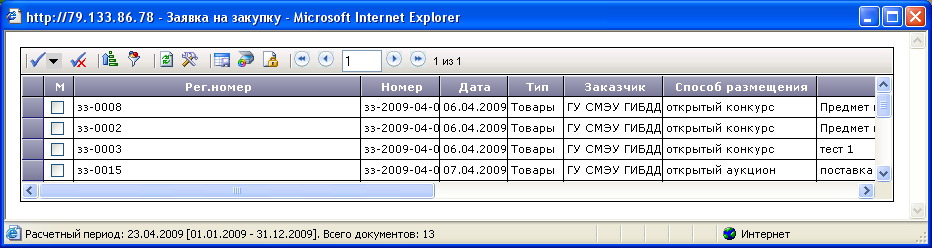 http://79.133.86.78 - Заявка на закупку - Microsoft Internet Explorer
1 1 из 1
М Рег.номер Номер Дата Тип Заказчик Способ размещения
зз-0008 зз-2009-04-0 06.04.2009 Товары ГУ СМЭУ ГИБДД открытый конкурс Предмет
зз-0002 зз-2009-04-0 06.04.2009 Товары ГУ СМЭУ ГИБДД открытый конкурс Предмет
зз-0003 зз-2009-04-0 06.04.2009 Товары ГУ СМЭУ ГИБДД открытый конкурс тест 1
зз-0015 зз-2009-04-0 07.04.2009 Товары ГУ СМЭУ ГИБДД открытый аукцион поставка
Расчетный период: 23.04.2009 [01.01.2009 - 31.12.2009]. Всего документов: 13 Интернет